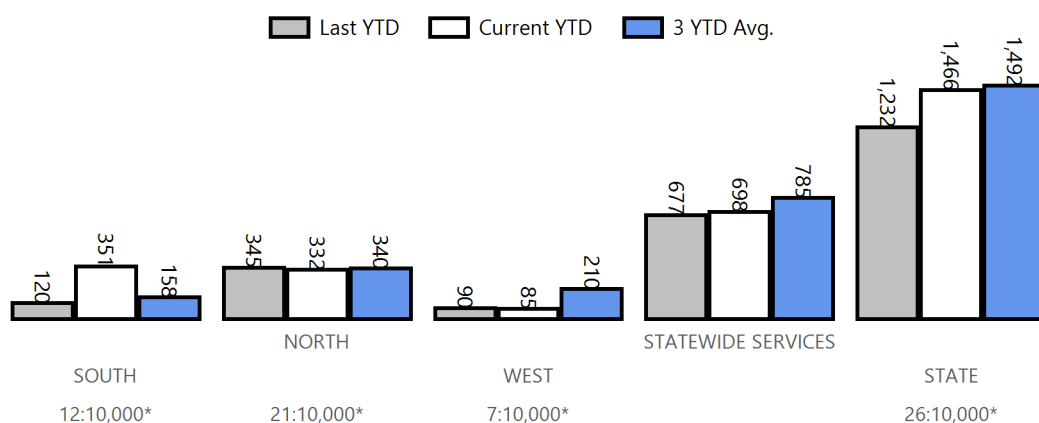 Last YTD Current YTD 3 YTD Avg.
120 351 158 345 332 340 90 85 210 677 698 785 1,232 1,466 1,492
NORTH STATEWIDE SERVICES
SOUTH WEST STATE
12:10,000* 21:10,000* 7:10,000* 26:10,000*